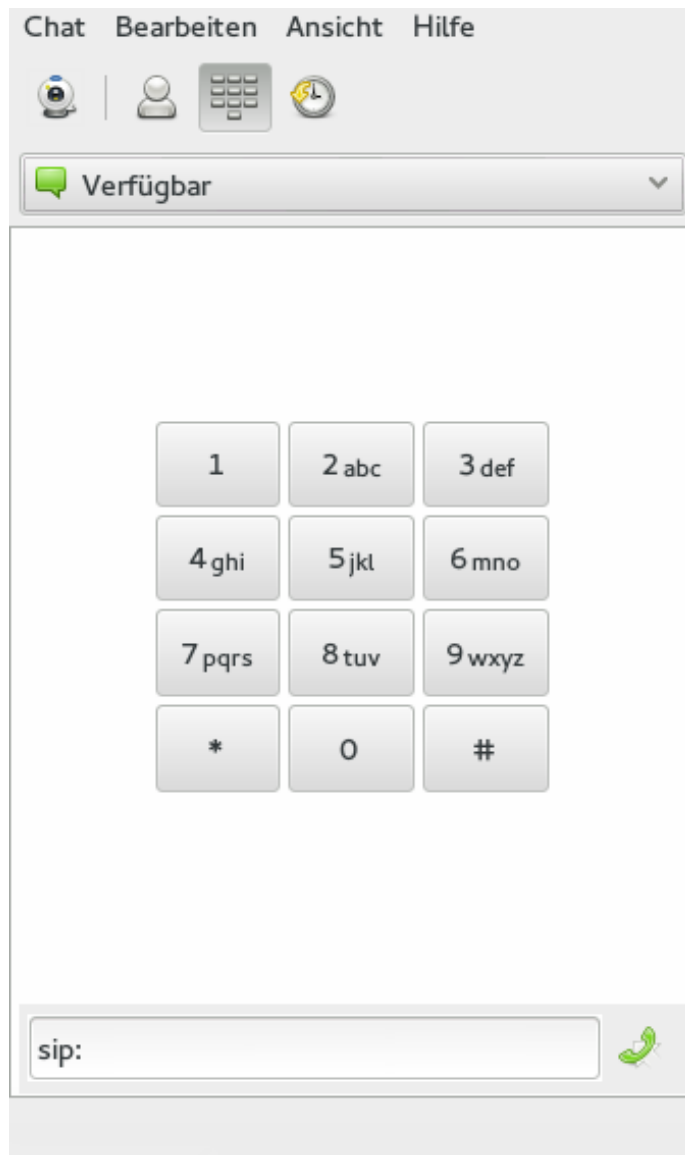 Chat Bearbeiten Ansicht Hilfe
Verfügbar
1 2 abc 3 def
4 ghi 5 jkl 6 mno
7 pqrs 8 tuv 9 wxyz
* 0 #
sip: